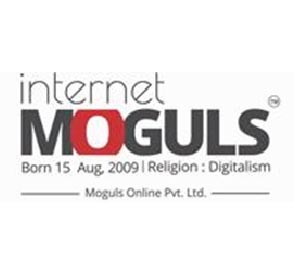 internet
MOGULS TM
Born 15 Aug, 2009 | Religion : Digitalism
Moguls Online Pvt. Ltd.